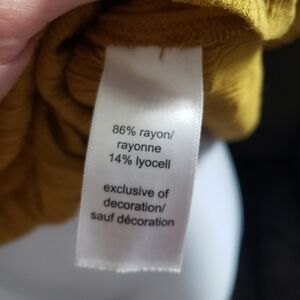 86% rayon/
rayonne
14% lyocell
exclusive of
decoration/
sauf décoration